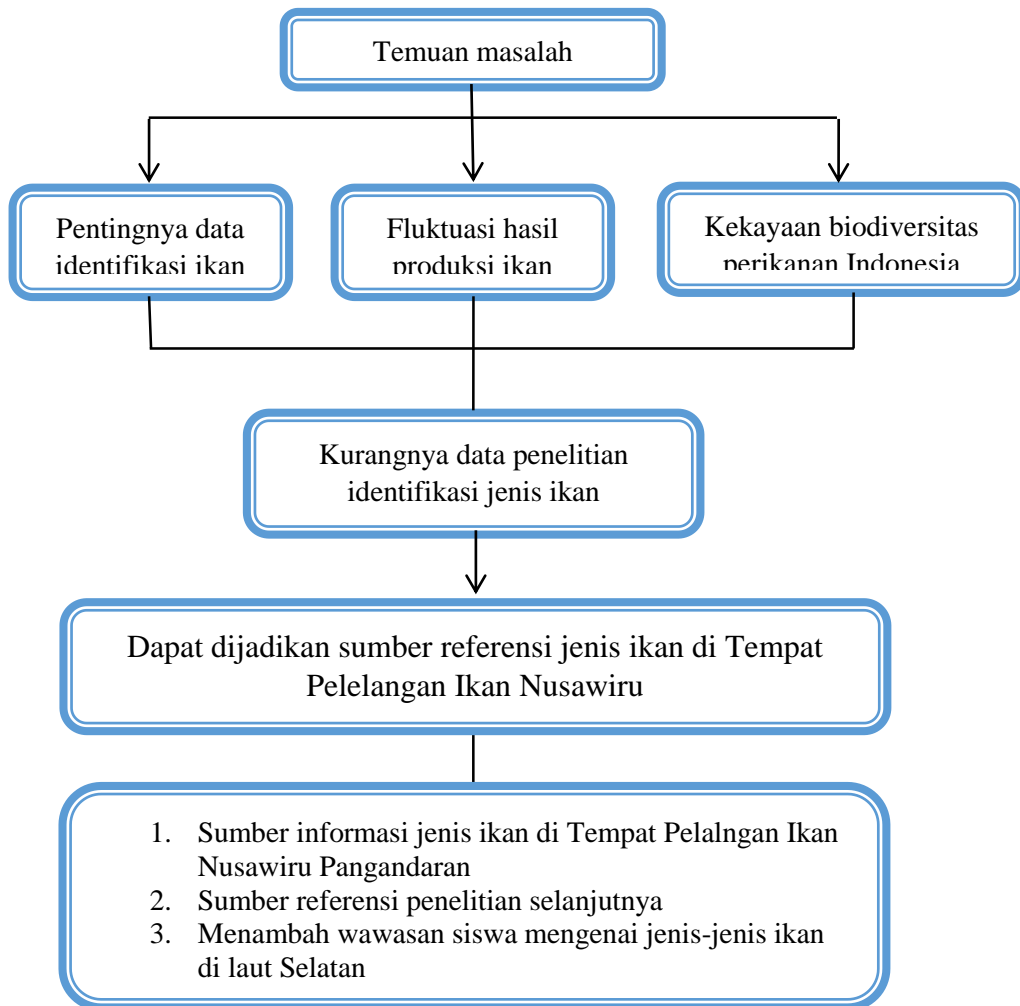 Temuan masalah
Pentingnya data
identifikasi ikan
Fluktuasi hasil
produksi ikan
Kekayaan biodiversitas
perikanan Indonesia
Kurangnya data penelitian
identifikasi jenis ikan
Dapat dijadikan sumber referensi jenis ikan di Tempat
Pelelangan Ikan Nusawiru
1. Sumber informasi jenis ikan di Tempat Pelalngan Ikan
Nusawiru Pangandaran
2. Sumber referensi penelitian selanjutnya
3. Menambah wawasan siswa mengenai jenis-jenis ikan
di laut Selatan